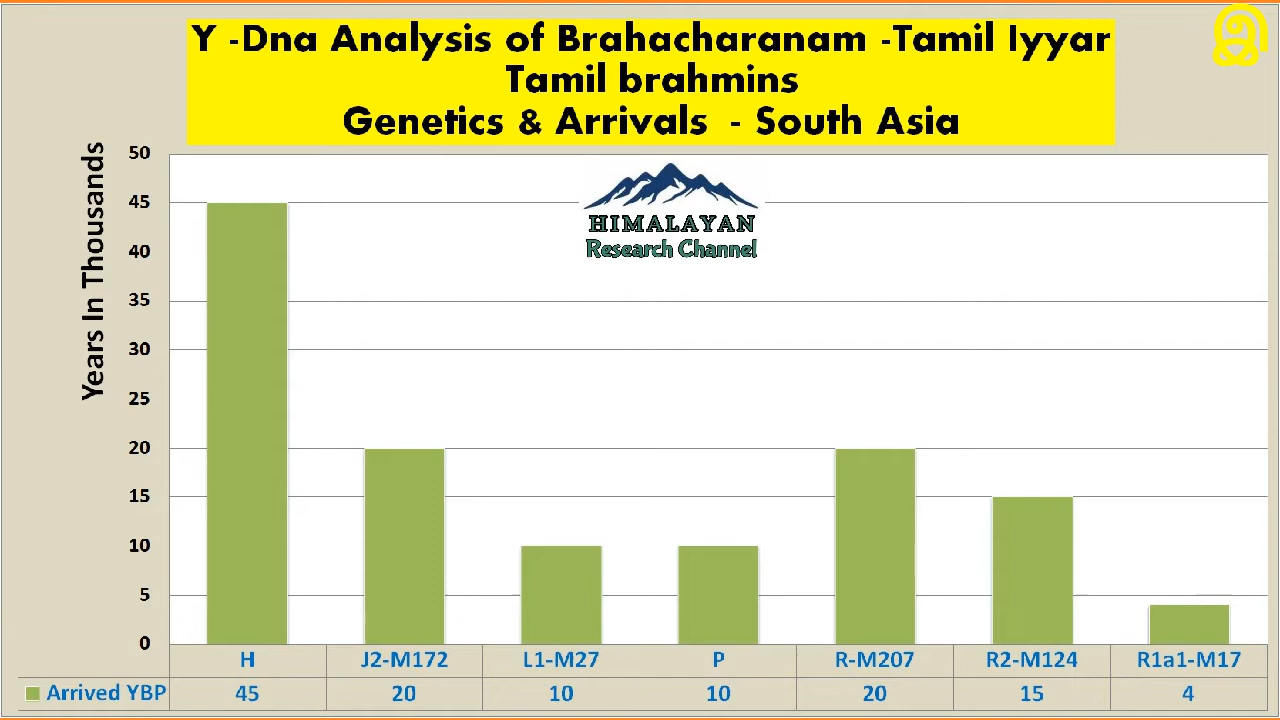 Y -Dna Analysis of Brahacharanam -Tamil Iyyar
Tamil brahmins
Genetics & Arrivals - South Asia
HIMALAYAN
Research Channel
Years In Thousands
50
45
40
35
30
25
20
15
10
5
0
H J2-M172 L1-M27 P R-M207 R2-M124 R1a1-M17
Arrived YBP 45 20 10 10 20 15 4